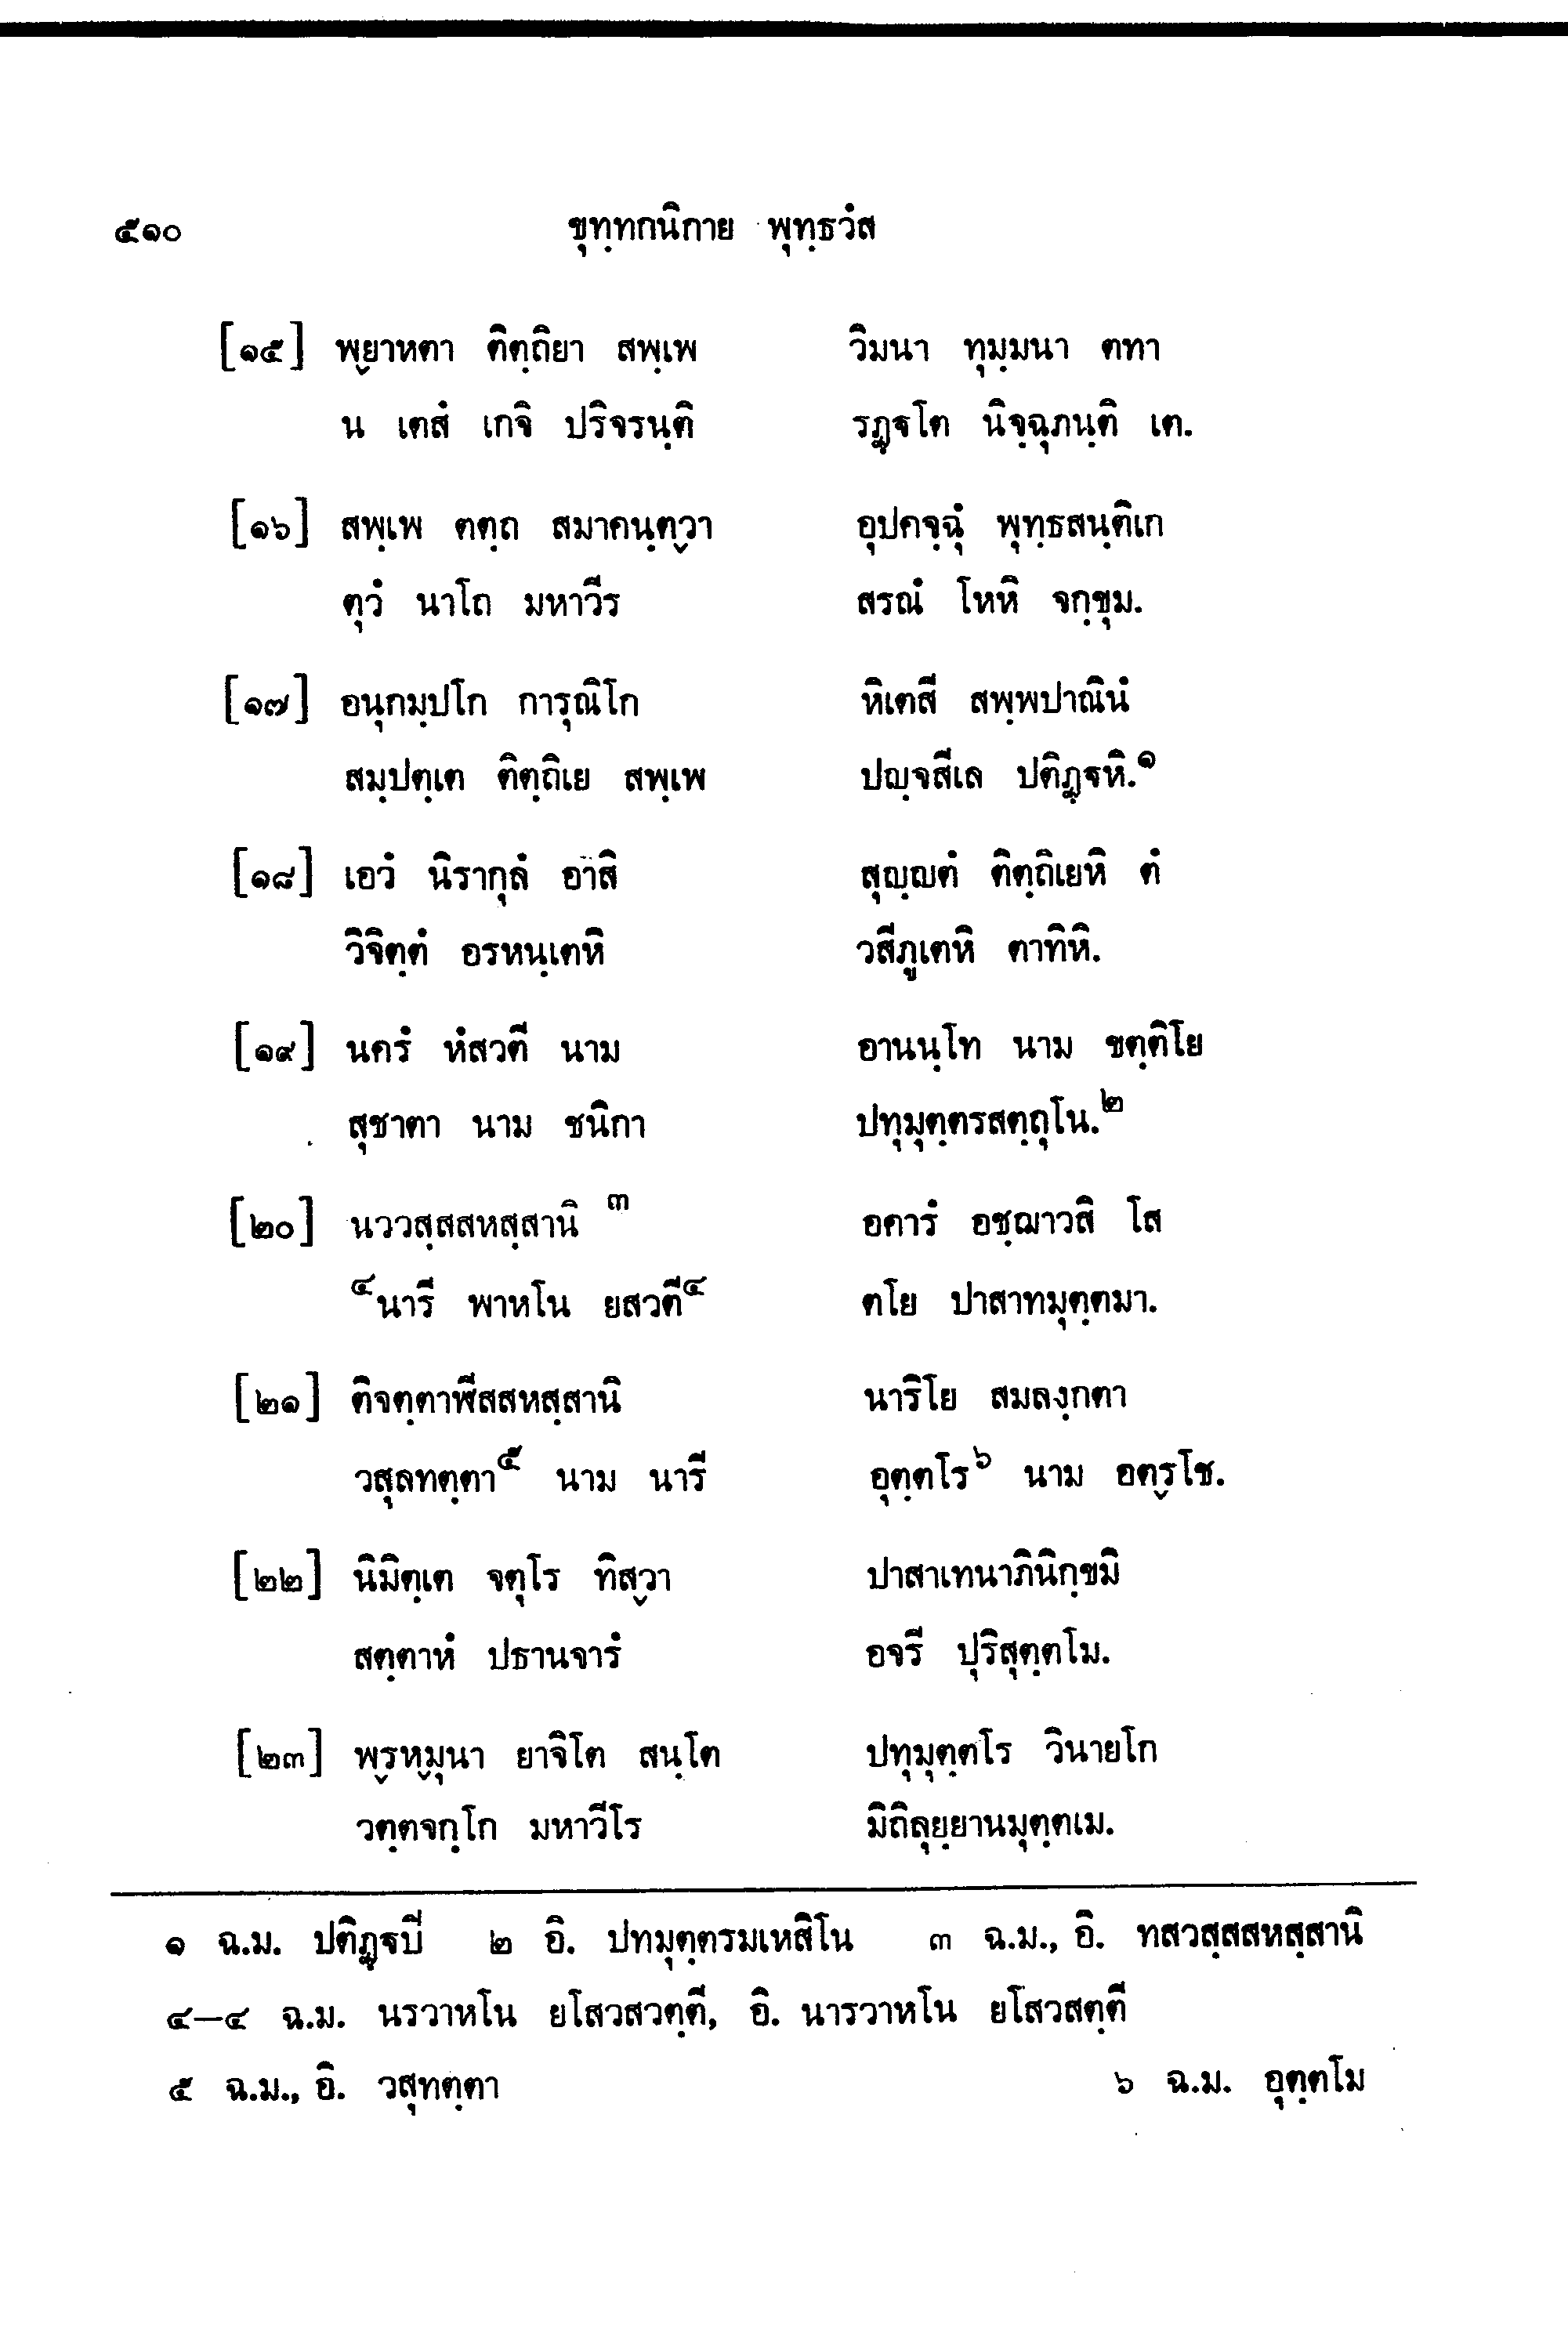 ๕๑๐ ขุทฺทกนิกาย พุทฺธวํส
[๑๕] พฺยาหตา ติตฺถิยา สพฺเพ วิมนา ทุมฺมนา ตทา
น เตสํ เกจิ ปริจรนฺติ รฏฺฐโต นิจฺฉุภนฺติ เต.
[๑๖] สพฺเพ ตตฺถ สมาคนฺตฺวา อุปคจฺฉุํ พุทฺธสนฺติเก
ตุวํ นาโถ มหาวีร สรณํ โหหิ จกฺขุม.
[๑๗] อนุกมฺปโก การุณิโก หิเตสี สพฺพปาณินํ
สมฺปตฺเต ติตฺถิเย สพฺเพ ปญฺจสีเล ปติฏฺฐหิ.๑
[๑๘] เอวํ นิรากุลํ อาสิ สุญฺญตํ ติตฺถิเยหิ ตํ
วิจิตฺตํ อรหนฺเตหิ วสีภูเตหิ ตาทิหิ.
[๑๙] นครํ หํสวตี นาม อานนฺโท นาม ขตฺติโย
สุชาตา นาม ชนิกา ปทุมุตฺตรสตฺถุโน.๒
[๒๐] นววสฺสสหสฺสานิ ๓ อคารํ อชฺฌาวสิ โส
๔นารี พาหโน ยสวตี๔ ตโย ปาสาทมุตฺตมา.
[๒๑] ติจตฺตาฬีสสหสฺสานิ นาริโย สมลงฺกตา
วสุลทตฺตา๕ นาม นารี อุตฺตโร๖ นาม อตฺรโช.
[๒๒] นิมิตฺเต จตุโร ทิสฺวา ปาสาเทนาภินิกฺขมิ
สตฺตาหํ ปธานจารํ อจรี ปุริสุตฺตโม.
[๒๓] พฺรหฺมุนา ยาจิโต สนฺโต ปทุมุตฺตโร วินายโก
วตฺตจกฺโก มหาวีโร มิถิลุยฺยานมุตฺตเม.
๑ ฉ.ม. ปติฏฺฐปี ๒ อิ. ปทมุตฺตรมเหสิโน ๓ ฉ.ม., อิ. ทสวสฺสสหสฺสานิ
๔—๔ ฉ.ม. นรวาหโน ยโสวสวตฺตี, อิ. นารวาหโน ยโสวสตฺตี
๕ ฉ.ม., อิ. วสุทตฺตา ๖ ฉ.ม. อุตฺตโม